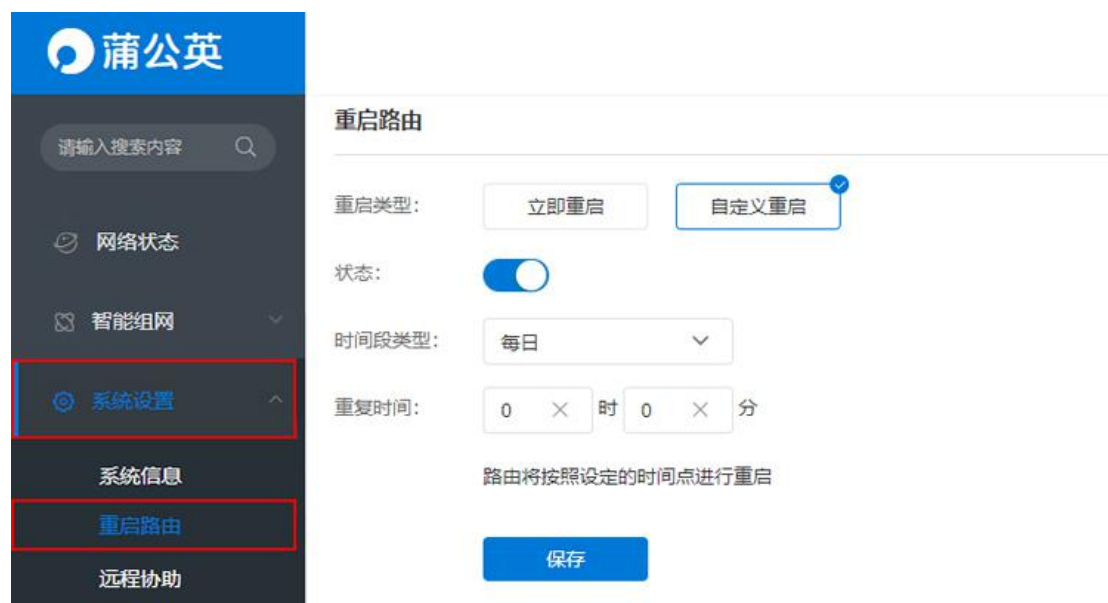 蒲公英
请输入搜索内容
网络状态
智能组网
系统设置
系统信息
重启路由
远程协助
重启路由
重启类型： 立即重启 自定义重启
状态：
时间段类型： 每日
重复时间： 0 时 0 分
路由将按照设定的时间点进行重启
保存